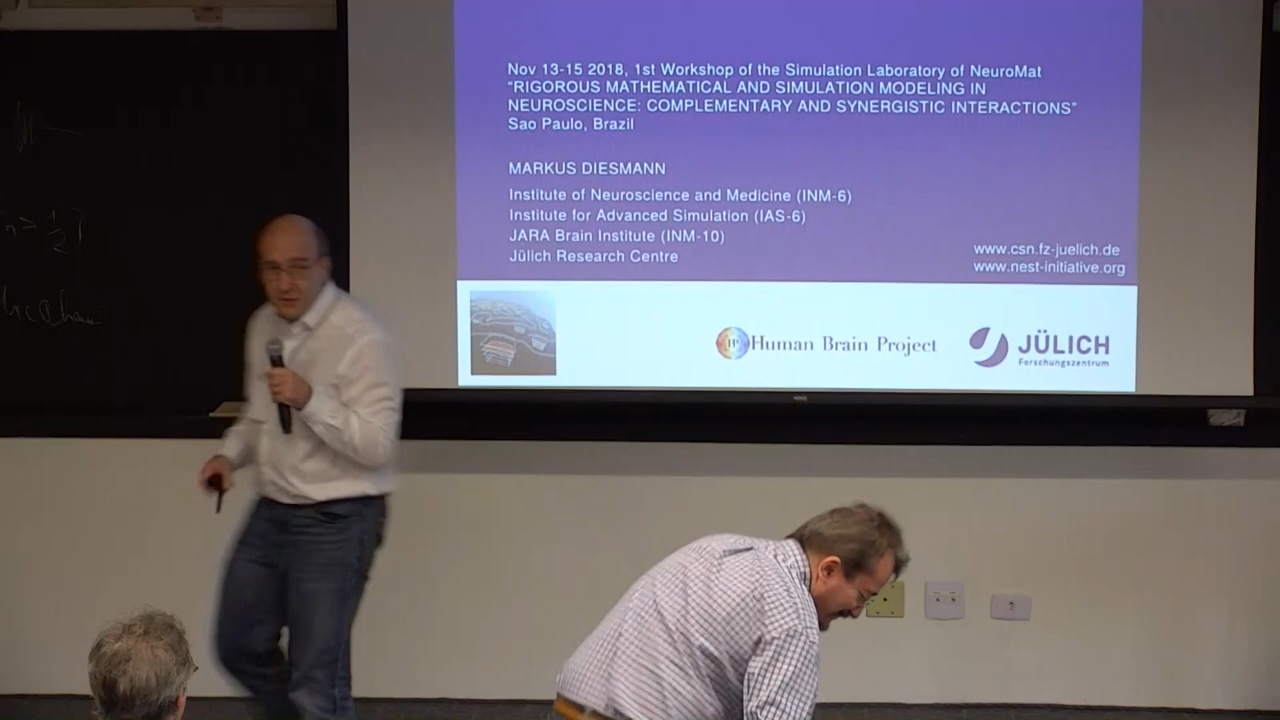 Nov 13-15 2018, 1st Workshop of the Simulation Laboratory of NeuroMat
"RIGOROUS MATHEMATICAL AND SIMULATION MODELING IN
NEUROSCIENCE: COMPLEMENTARY AND SYNERGISTIC INTERACTIONS"
Sao Paulo, Brazil
MARKUS DIESMANN
Institute of Neuroscience and Medicine (INM-6)
Institute for Advanced Simulation (IAS-6)
JARA Brain Institute (INM-10)
Jülich Research Centre
www.csn.fz-juelich.de
www.nest-initiative.org
Human Brain Project
JÜLICH
Forschungszentrum